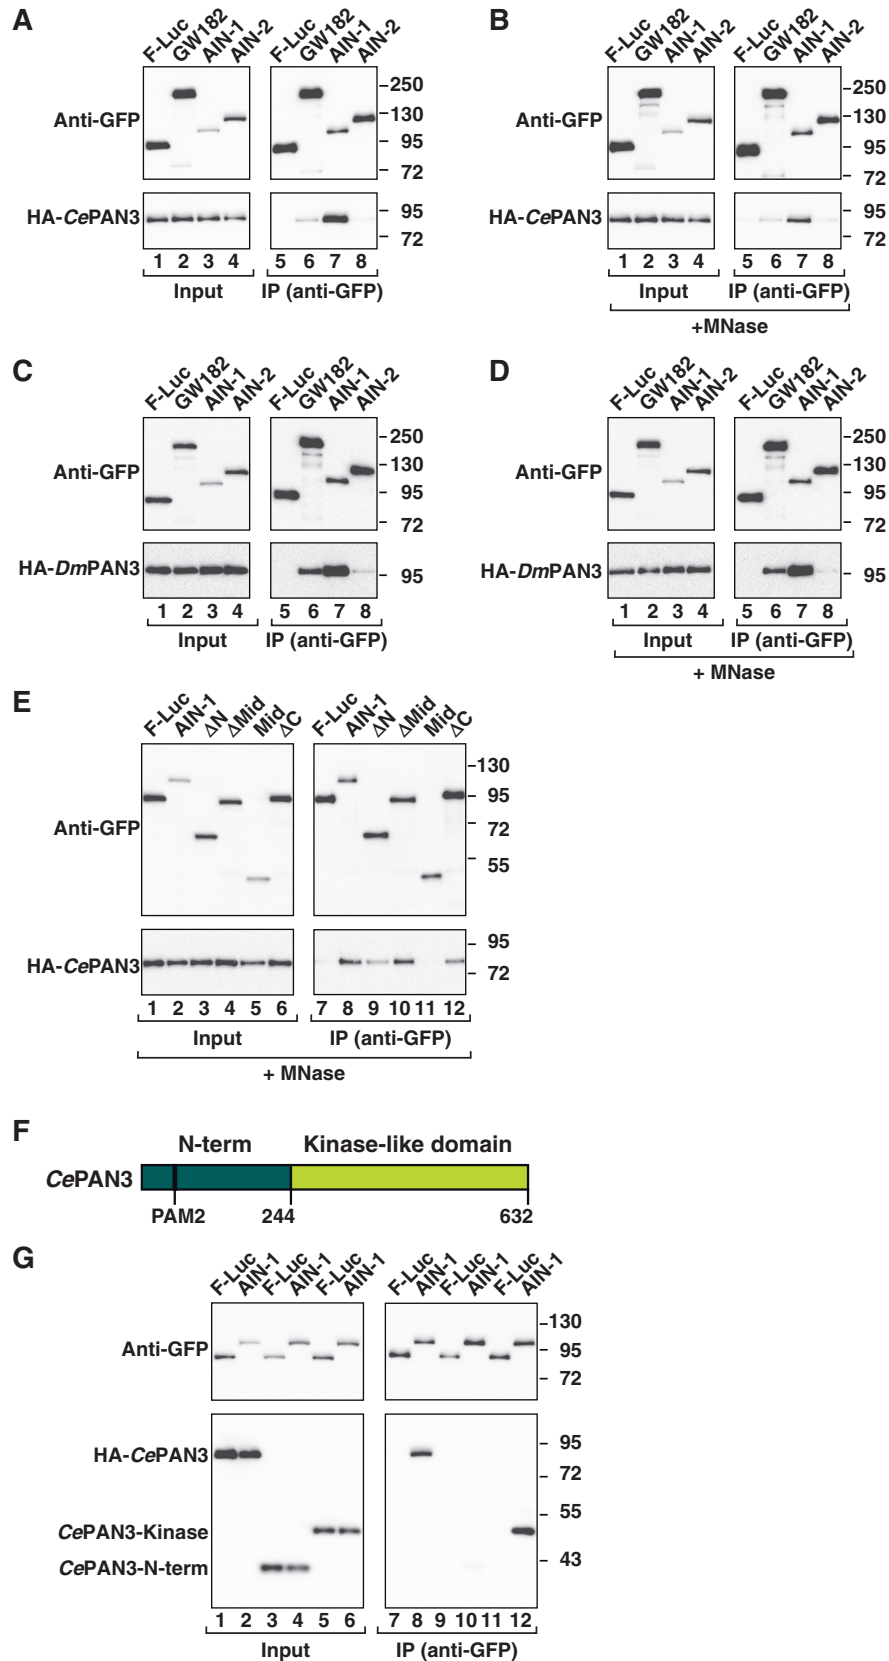 A
F-Luc GW182 AIN-1 AIN-2 F-Luc GW182 AIN-1 AIN-2
Anti-GFP
250
130
95
72
HA-CePAN3
95
72
1 2 3 4 5 6 7 8
Input IP (anti-GFP)
B
F-Luc GW182 AIN-1 AIN-2 F-Luc GW182 AIN-1 AIN-2
Anti-GFP
250
130
95
72
HA-CePAN3
95
72
1 2 3 4 5 6 7 8
Input IP (anti-GFP)
+MNase
C
F-Luc GW182 AIN-1 AIN-2 F-Luc GW182 AIN-1 AIN-2
Anti-GFP
250
130
95
72
HA-DmPAN3
95
1 2 3 4 5 6 7 8
Input IP (anti-GFP)
D
F-Luc GW182 AIN-1 AIN-2 F-Luc GW182 AIN-1 AIN-2
Anti-GFP
250
130
95
72
HA-DmPAN3
95
1 2 3 4 5 6 7 8
Input IP (anti-GFP)
+ MNase
E
F-Luc AIN-1 ΔN ΔMid Mid ΔC F-Luc AIN-1 ΔN ΔMid Mid ΔC
Anti-GFP
130
95
72
55
HA-CePAN3
95
72
1 2 3 4 5 6 7 8 9 10 11 12
Input IP (anti-GFP)
+ MNase
F
N-term Kinase-like domain
CePAN3
PAM2 244 632
G
F-Luc AIN-1 F-Luc AIN-1 F-Luc AIN-1 F-Luc AIN-1 F-Luc AIN-1 F-Luc AIN-1
Anti-GFP
130
95
72
HA-CePAN3
CePAN3-Kinase
CePAN3-N-term
95
72
55
43
1 2 3 4 5 6 7 8 9 10 11 12
Input IP (anti-GFP)